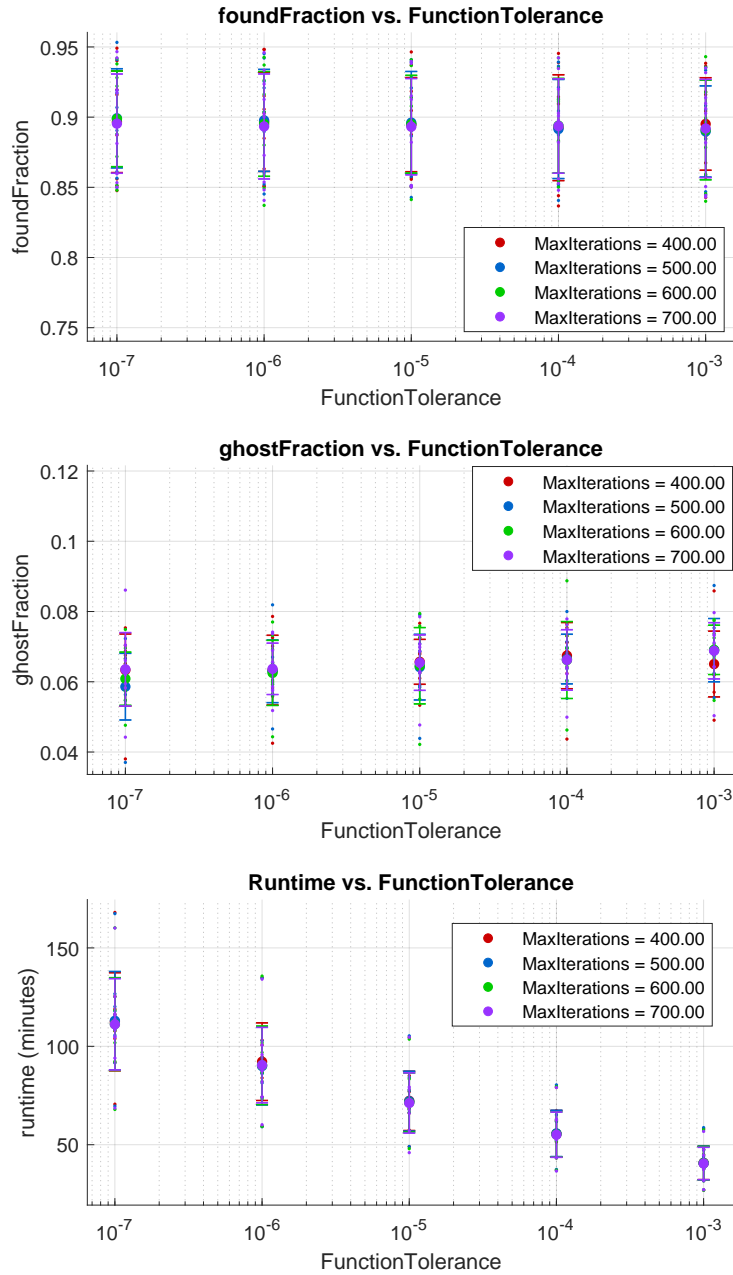 foundFraction vs. FunctionTolerance
0.95
0.9
0.85
0.8
0.75
foundFraction
MaxIterations = 400.00
MaxIterations = 500.00
MaxIterations = 600.00
MaxIterations = 700.00
10^-7 10^-6 10^-5 10^-4 10^-3
FunctionTolerance
ghostFraction vs. FunctionTolerance
0.12
0.1
0.08
0.06
0.04
ghostFraction
MaxIterations = 400.00
MaxIterations = 500.00
MaxIterations = 600.00
MaxIterations = 700.00
10^-7 10^-6 10^-5 10^-4 10^-3
FunctionTolerance
Runtime vs. FunctionTolerance
150
100
50
runtime (minutes)
MaxIterations = 400.00
MaxIterations = 500.00
MaxIterations = 600.00
MaxIterations = 700.00
10^-7 10^-6 10^-5 10^-4 10^-3
FunctionTolerance